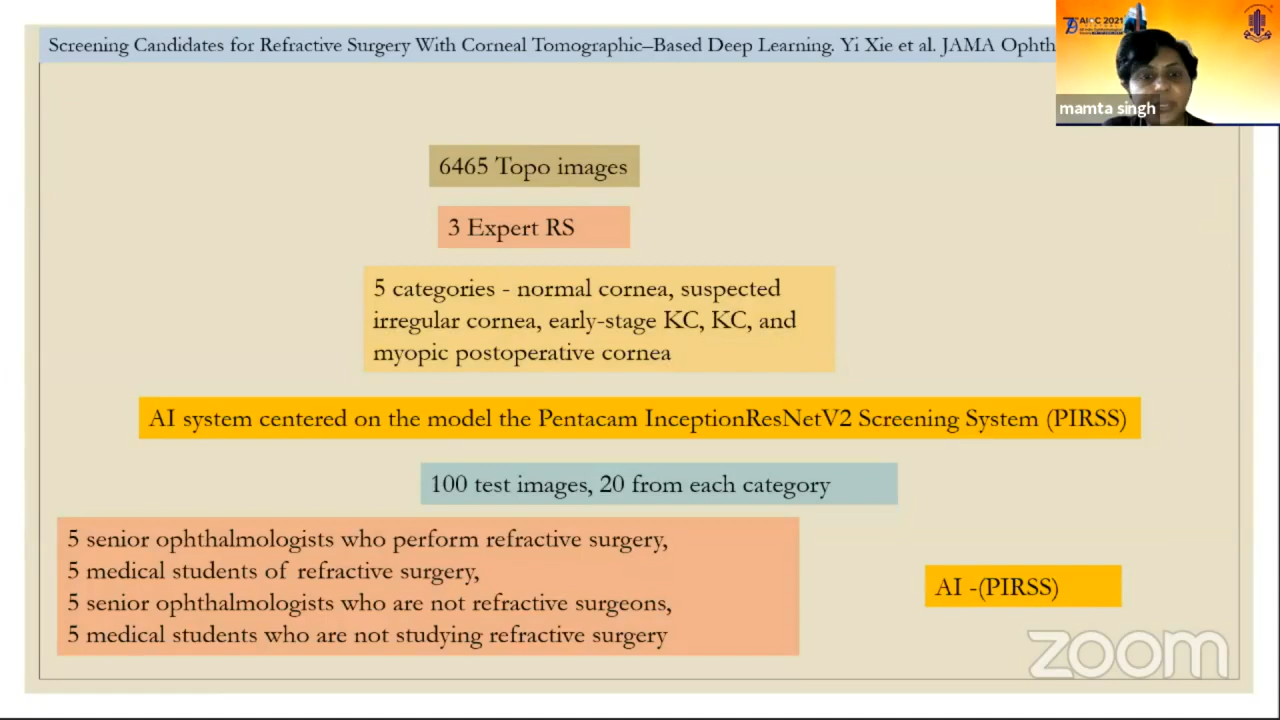 Screening Candidates for Refractive Surgery With Corneal Tomographic–Based Deep Learning. Yi Xie et al. JAMA Ophth
AIOC 2021
mamta singh
6465 Topo images
3 Expert RS
5 categories - normal cornea, suspected
irregular cornea, early-stage KC, KC, and
myopic postoperative cornea
AI system centered on the model the Pentacam InceptionResNetV2 Screening System (PIRSS)
100 test images, 20 from each category
5 senior ophthalmologists who perform refractive surgery,
5 medical students of refractive surgery,
5 senior ophthalmologists who are not refractive surgeons,
5 medical students who are not studying refractive surgery
AI -(PIRSS)
zoom